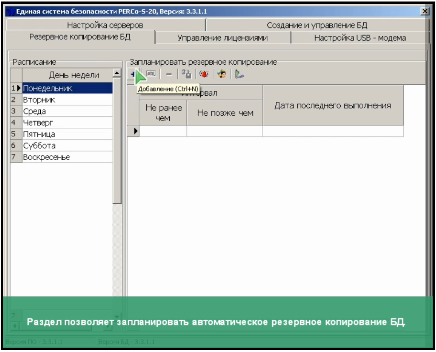 Единая система безопасности PERCo-S-20, Версия: 3.3.1.1
Настройка серверов
Создание и управление БД
Резервное копирование БД
Управление лицензиями
Настройка USB - модема
Расписание
День недели
1 Понедельник
2 Вторник
3 Среда
4 Четверг
5 Пятница
6 Суббота
7 Воскресенье
Запланировать резервное копирование
Добавление (Ctrl+N)
Не ранее чем
Не позже чем
Дата последнего выполнения
Раздел позволяет запланировать автоматическое резервное копирование БД.